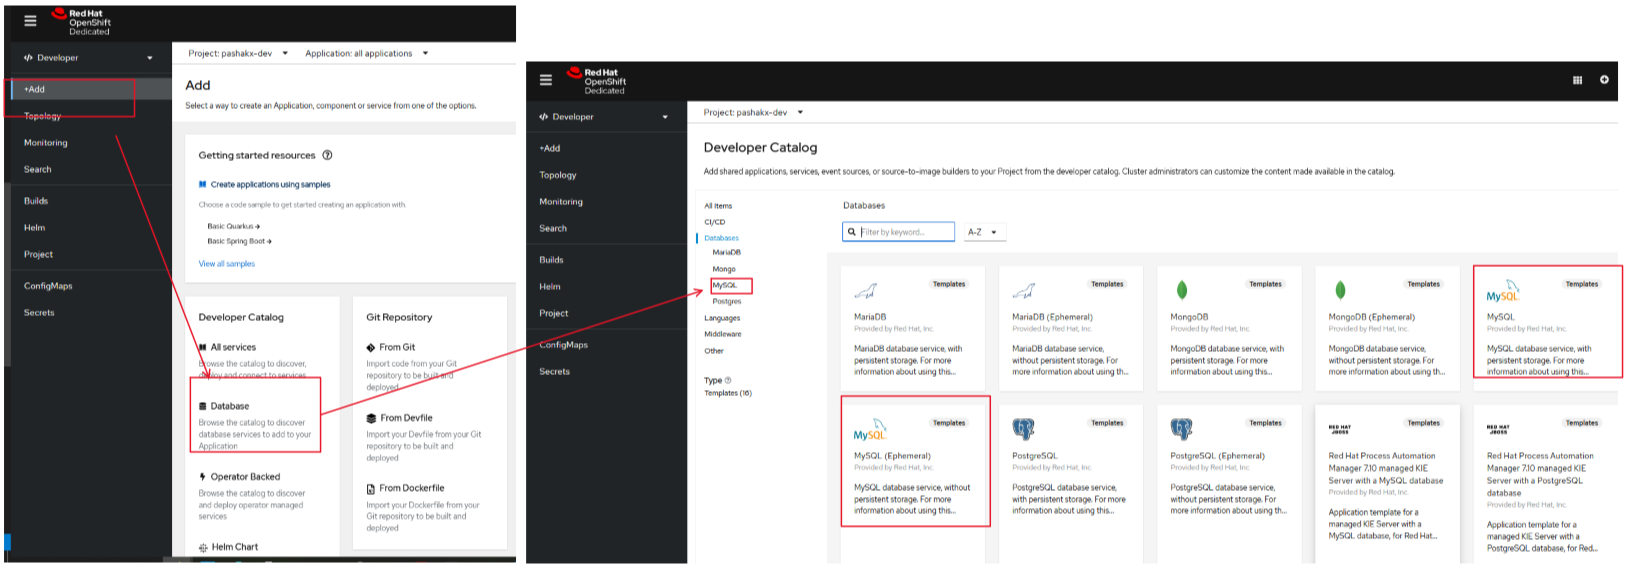 Red Hat
OpenShift
Dedicated
Developer
+Add
Topology
Monitoring
Search
Builds
Helm
Project
ConfigMaps
Secrets
Project: pashakx-dev
Application: all applications
Add
Select a way to create an Application, component or service from one of the options.
Getting started resources
Create applications using samples
Choose a code sample to get started creating an application with.
Basic Quarkus →
Basic Spring Boot →
View all samples
Developer Catalog
All services
Browse the catalog to discover,
deploy and connect to services
Database
Browse the catalog to discover
database services to add to your
Application
Operator Backed
Browse the catalog to discover
and deploy operator managed
services
Helm Chart
Git Repository
From Git
Import code from your Git
repository to be built and
deployed
From Devfile
Import your Devfile from your Git
repository to be built and
deployed
From Dockerfile
Import your Dockerfile from your
Git repository to be built and
deployed
Red Hat
OpenShift
Dedicated
Developer
+Add
Topology
Monitoring
Search
Builds
Helm
Project
ConfigMaps
Secrets
Project: pashakx-dev
Developer Catalog
Add shared applications, services, event sources, or source-to-image builders to your Project from the developer catalog. Cluster administrators can customize the content made available in the catalog.
All Items
CI/CD
Databases
MariaDB
Mongo
MySQL
Postgres
Languages
Middleware
Other
Type
Templates (16)
Databases
Filter by keyword...
A-Z
Templates
MariaDB
Provided by Red Hat, Inc.
MariaDB database service, with
persistent storage. For more
information about using this...
Templates
MariaDB (Ephemeral)
Provided by Red Hat, Inc.
MariaDB database service,
without persistent storage. For
more information about using th...
Templates
MongoDB
Provided by Red Hat, Inc.
MongoDB database service, with
persistent storage. For more
information about using this...
Templates
MongoDB (Ephemeral)
Provided by Red Hat, Inc.
MongoDB database service,
without persistent storage. For
more information about using th...
MySQL
Templates
MySQL
Provided by Red Hat, Inc.
MySQL database service, with
persistent storage. For more
information about using this...
MySQL
Templates
MySQL (Ephemeral)
Provided by Red Hat, Inc.
MySQL database service, without
persistent storage. For more
information about using this...
Templates
PostgreSQL
Provided by Red Hat, Inc.
PostgreSQL database service,
with persistent storage. For more
information about using this...
Templates
PostgreSQL (Ephemeral)
Provided by Red Hat, Inc.
PostgreSQL database service,
without persistent storage. For
more information about using th...
RED HAT
JBOSS
Templates
Red Hat Process Automation
Manager 7.10 managed KIE
Server with a MySQL database
Provided by Red Hat, Inc.
Application template for a
managed KIE Server with a
MySQL database, for Red Hat...
RED HAT
JBOSS
Templates
Red Hat Process Automation
Manager 7.10 managed KIE
Server with a PostgreSQL
database
Provided by Red Hat, Inc.
Application template for a
managed KIE Server with a
PostgreSQL database, for Red...